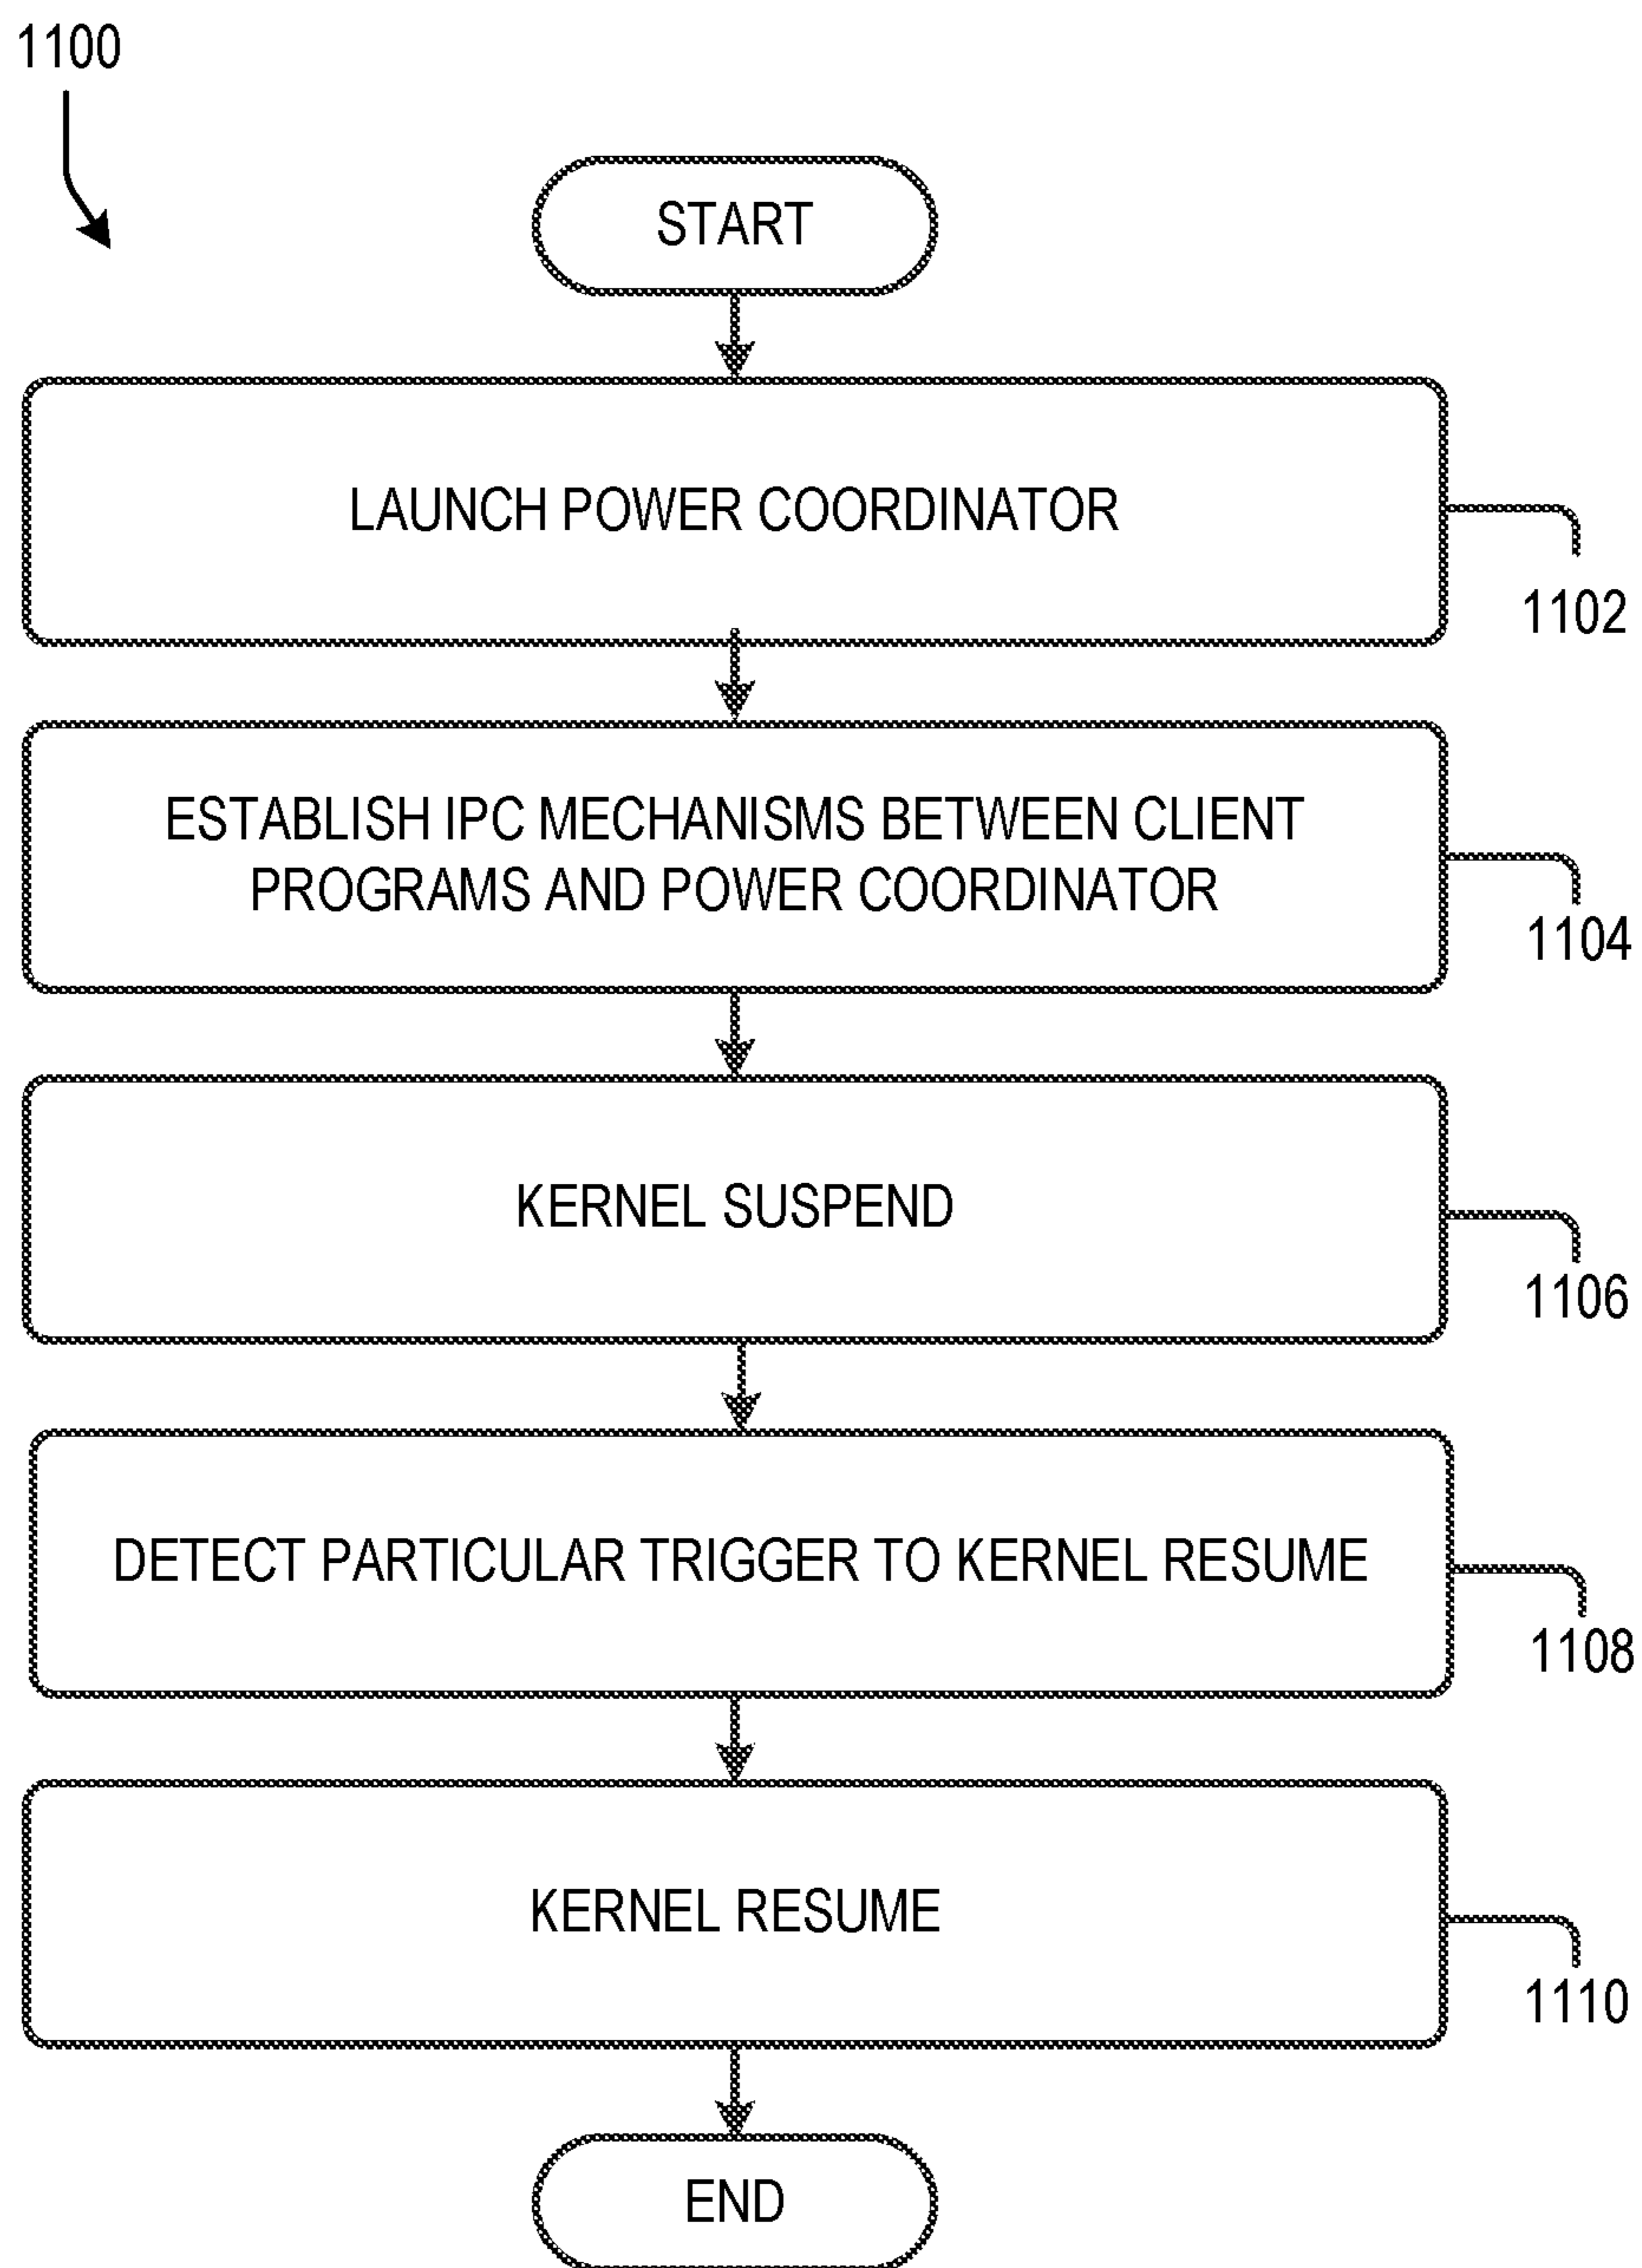 1100
START
LAUNCH POWER COORDINATOR
1102
ESTABLISH IPC MECHANISMS BETWEEN CLIENT
PROGRAMS AND POWER COORDINATOR
1104
KERNEL SUSPEND
1106
DETECT PARTICULAR TRIGGER TO KERNEL RESUME
1108
KERNEL RESUME
1110
END